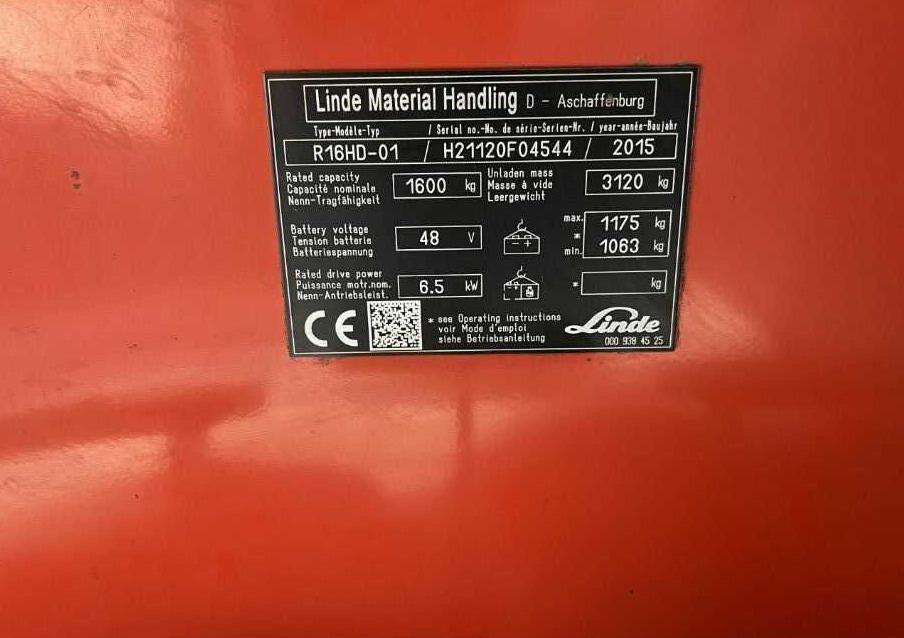 Linde Material Handling D - Aschaffenburg
Type-Modèle-Typ / Serial no.-No. de série-Serien-Nr. / year-année-Baujahr
R16HD-01 / H21120F04544 / 2015
Rated capacity
Capacité nominale
Nenn-Tragfähigkeit
1600 kg
Unladen mass
Masse à vide
Leergewicht
3120 kg
Battery voltage
Tension batterie
Batteriespannung
48 V
max. 1175 kg
*
min. 1063 kg
Rated drive power
Puissance motr.nom.
Nenn-Antriebsleist.
6.5 kW
* kg
CE
* see Operating instructions
voir Mode d'emploi
siehe Betriebsanleitung
Linde
000 938 45 25